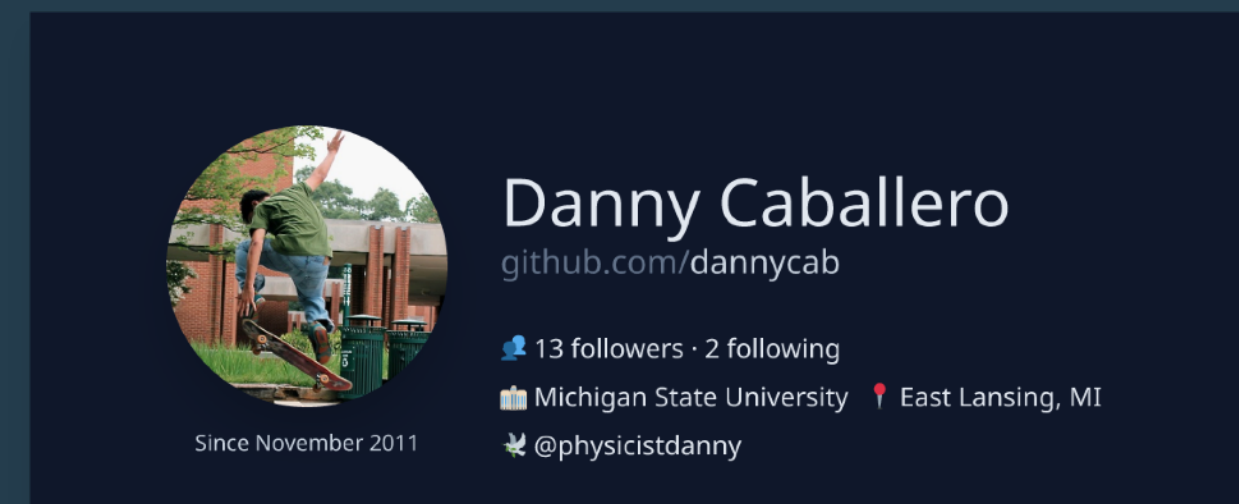 Danny Caballero
github.com/dannycab
13 followers · 2 following
Michigan State University East Lansing, MI
@physicistdanny
Since November 2011